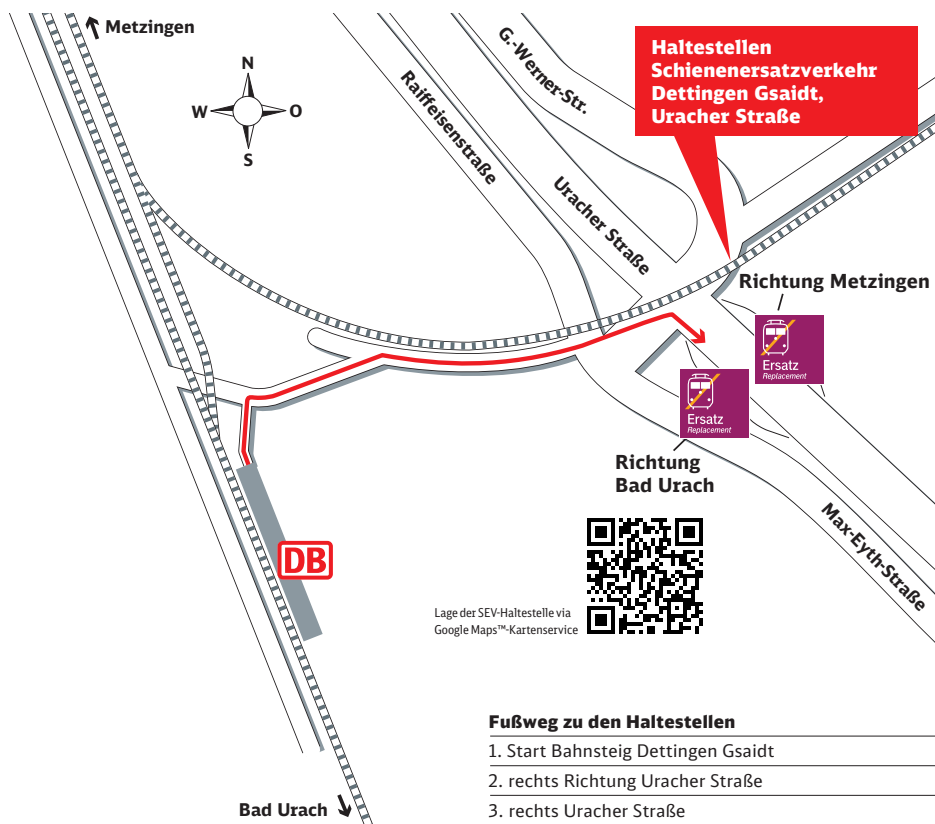 Metzingen
N
W
O
S
Raiffeisenstraße
G.-Werner-Str.
Uracher Straße
Haltestellen
Schienenersatzverkehr
Dettingen Gsaidt,
Uracher Straße
Richtung Metzingen
Ersatz
Replacement
Ersatz
Replacement
Richtung
Bad Urach
Max-Eyth-Straße
DB
Lage der SEV-Haltestelle via
Google Maps™-Kartenservice
Fußweg zu den Haltestellen
1. Start Bahnsteig Dettingen Gsaidt
2. rechts Richtung Uracher Straße
3. rechts Uracher Straße
Bad Urach